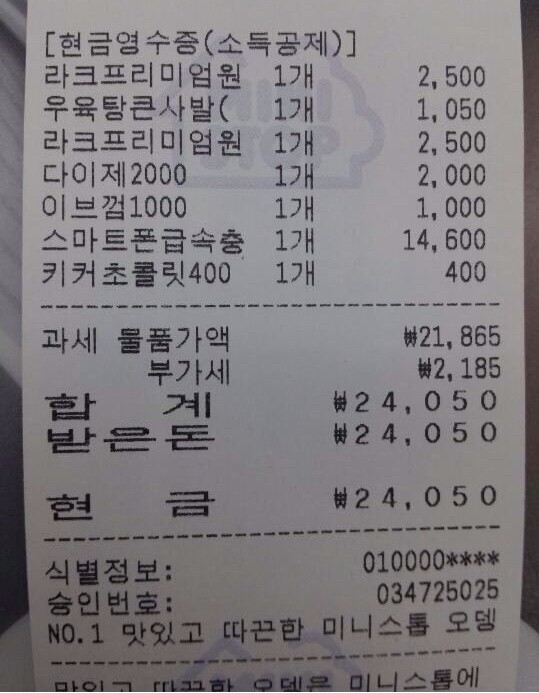 [현금영수증(소득공제)]
라크프리미엄원 1개 2,500
우육탕큰사발( 1개 1,050
라크프리미엄원 1개 2,500
다이제2000 1개 2,000
이브껌1000 1개 1,000
스마트폰급속충 1개 14,600
키커초콜릿400 1개 400
과세 물품가액 ₩21,865
부가세 ₩2,185
합 계 ₩24,050
받은돈 ₩24,050
현 금 ₩24,050
식별정보: 010000****
승인번호: 034725025
NO.1 맛있고 따끈한 미니스톱 오뎅
맛있고 따끈한 오뎅은 미니스톱에